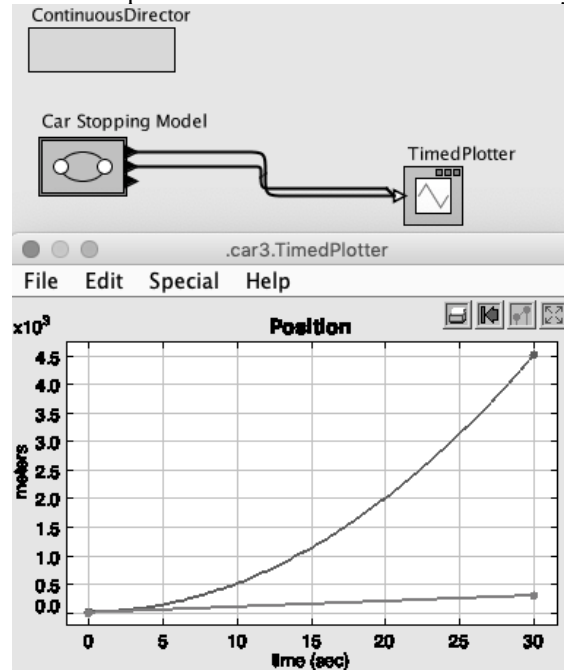 ContinuousDirector
Car Stopping Model
TimedPlotter
.car3.TimedPlotter
File Edit Special Help
x10³
Position
4.5
4.0
3.5
3.0
2.5
2.0
1.5
1.0
0.5
0.0
meters
0 5 10 15 20 25 30
time (sec)